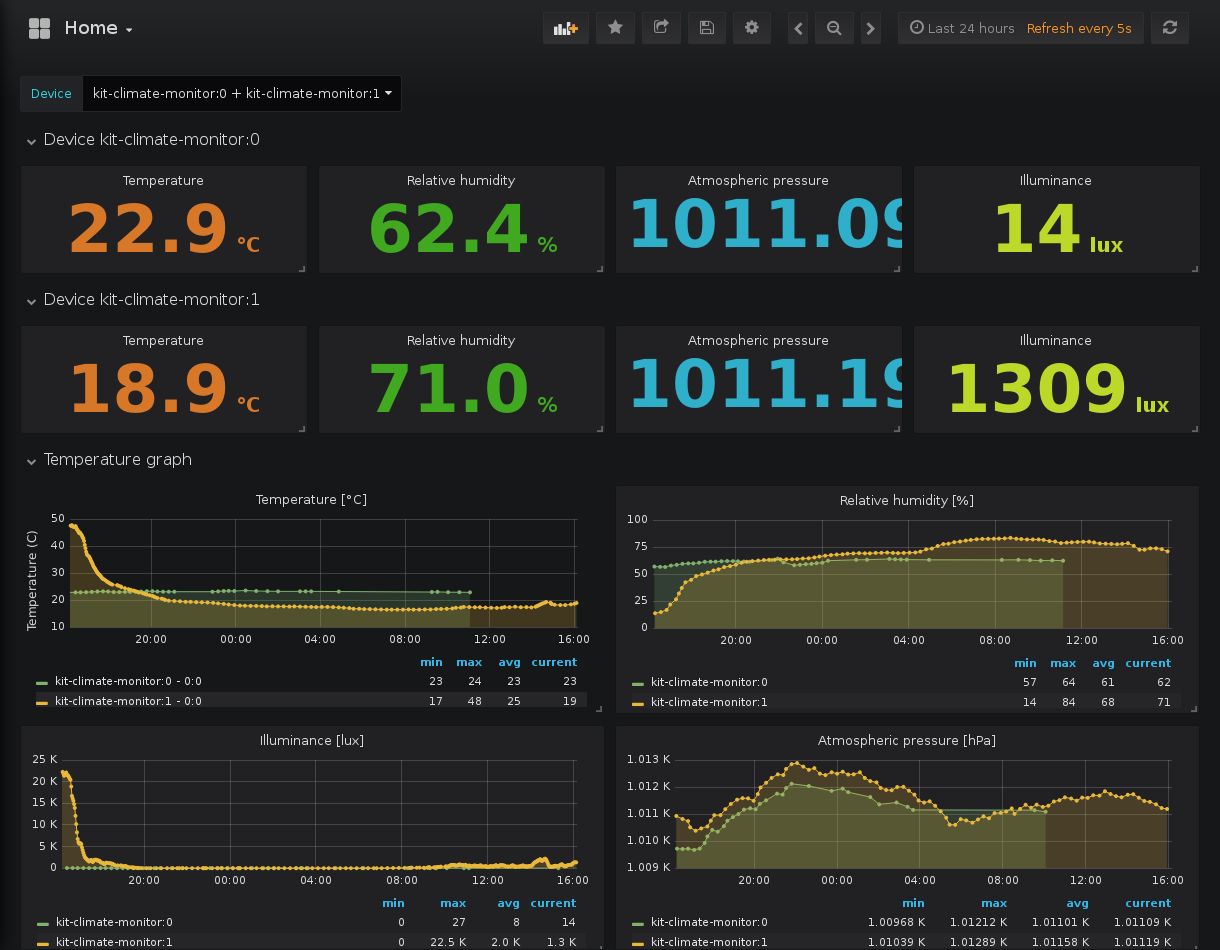 Home
Last 24 hours Refresh every 5s
Device kit-climate-monitor:0 + kit-climate-monitor:1
Device kit-climate-monitor:0
Temperature Relative humidity Atmospheric pressure Illuminance
22.9 °C 62.4 % 1011.09 14 lux
Device kit-climate-monitor:1
Temperature Relative humidity Atmospheric pressure Illuminance
18.9 °C 71.0 % 1011.19 1309 lux
Temperature graph
Temperature [°C]
Temperature (C)
50
40
30
20
10
20:00 00:00 04:00 08:00 12:00 16:00
min max avg current
kit-climate-monitor:0 - 0:0 23 24 23 23
kit-climate-monitor:1 - 0:0 17 48 25 19
Relative humidity [%]
100
75
50
25
0
20:00 00:00 04:00 08:00 12:00 16:00
min max avg current
kit-climate-monitor:0 57 64 61 62
kit-climate-monitor:1 14 84 68 71
Illuminance [lux]
25 K
20 K
15 K
10 K
5 K
0
20:00 00:00 04:00 08:00 12:00 16:00
min max avg current
kit-climate-monitor:0 0 27 8 14
kit-climate-monitor:1 0 22.5 K 2.0 K 1.3 K
Atmospheric pressure [hPa]
1.013 K
1.012 K
1.011 K
1.010 K
1.009 K
20:00 00:00 04:00 08:00 12:00 16:00
min max avg current
kit-climate-monitor:0 1.00968 K 1.01212 K 1.01101 K 1.01109 K
kit-climate-monitor:1 1.01039 K 1.01289 K 1.01158 K 1.01119 K